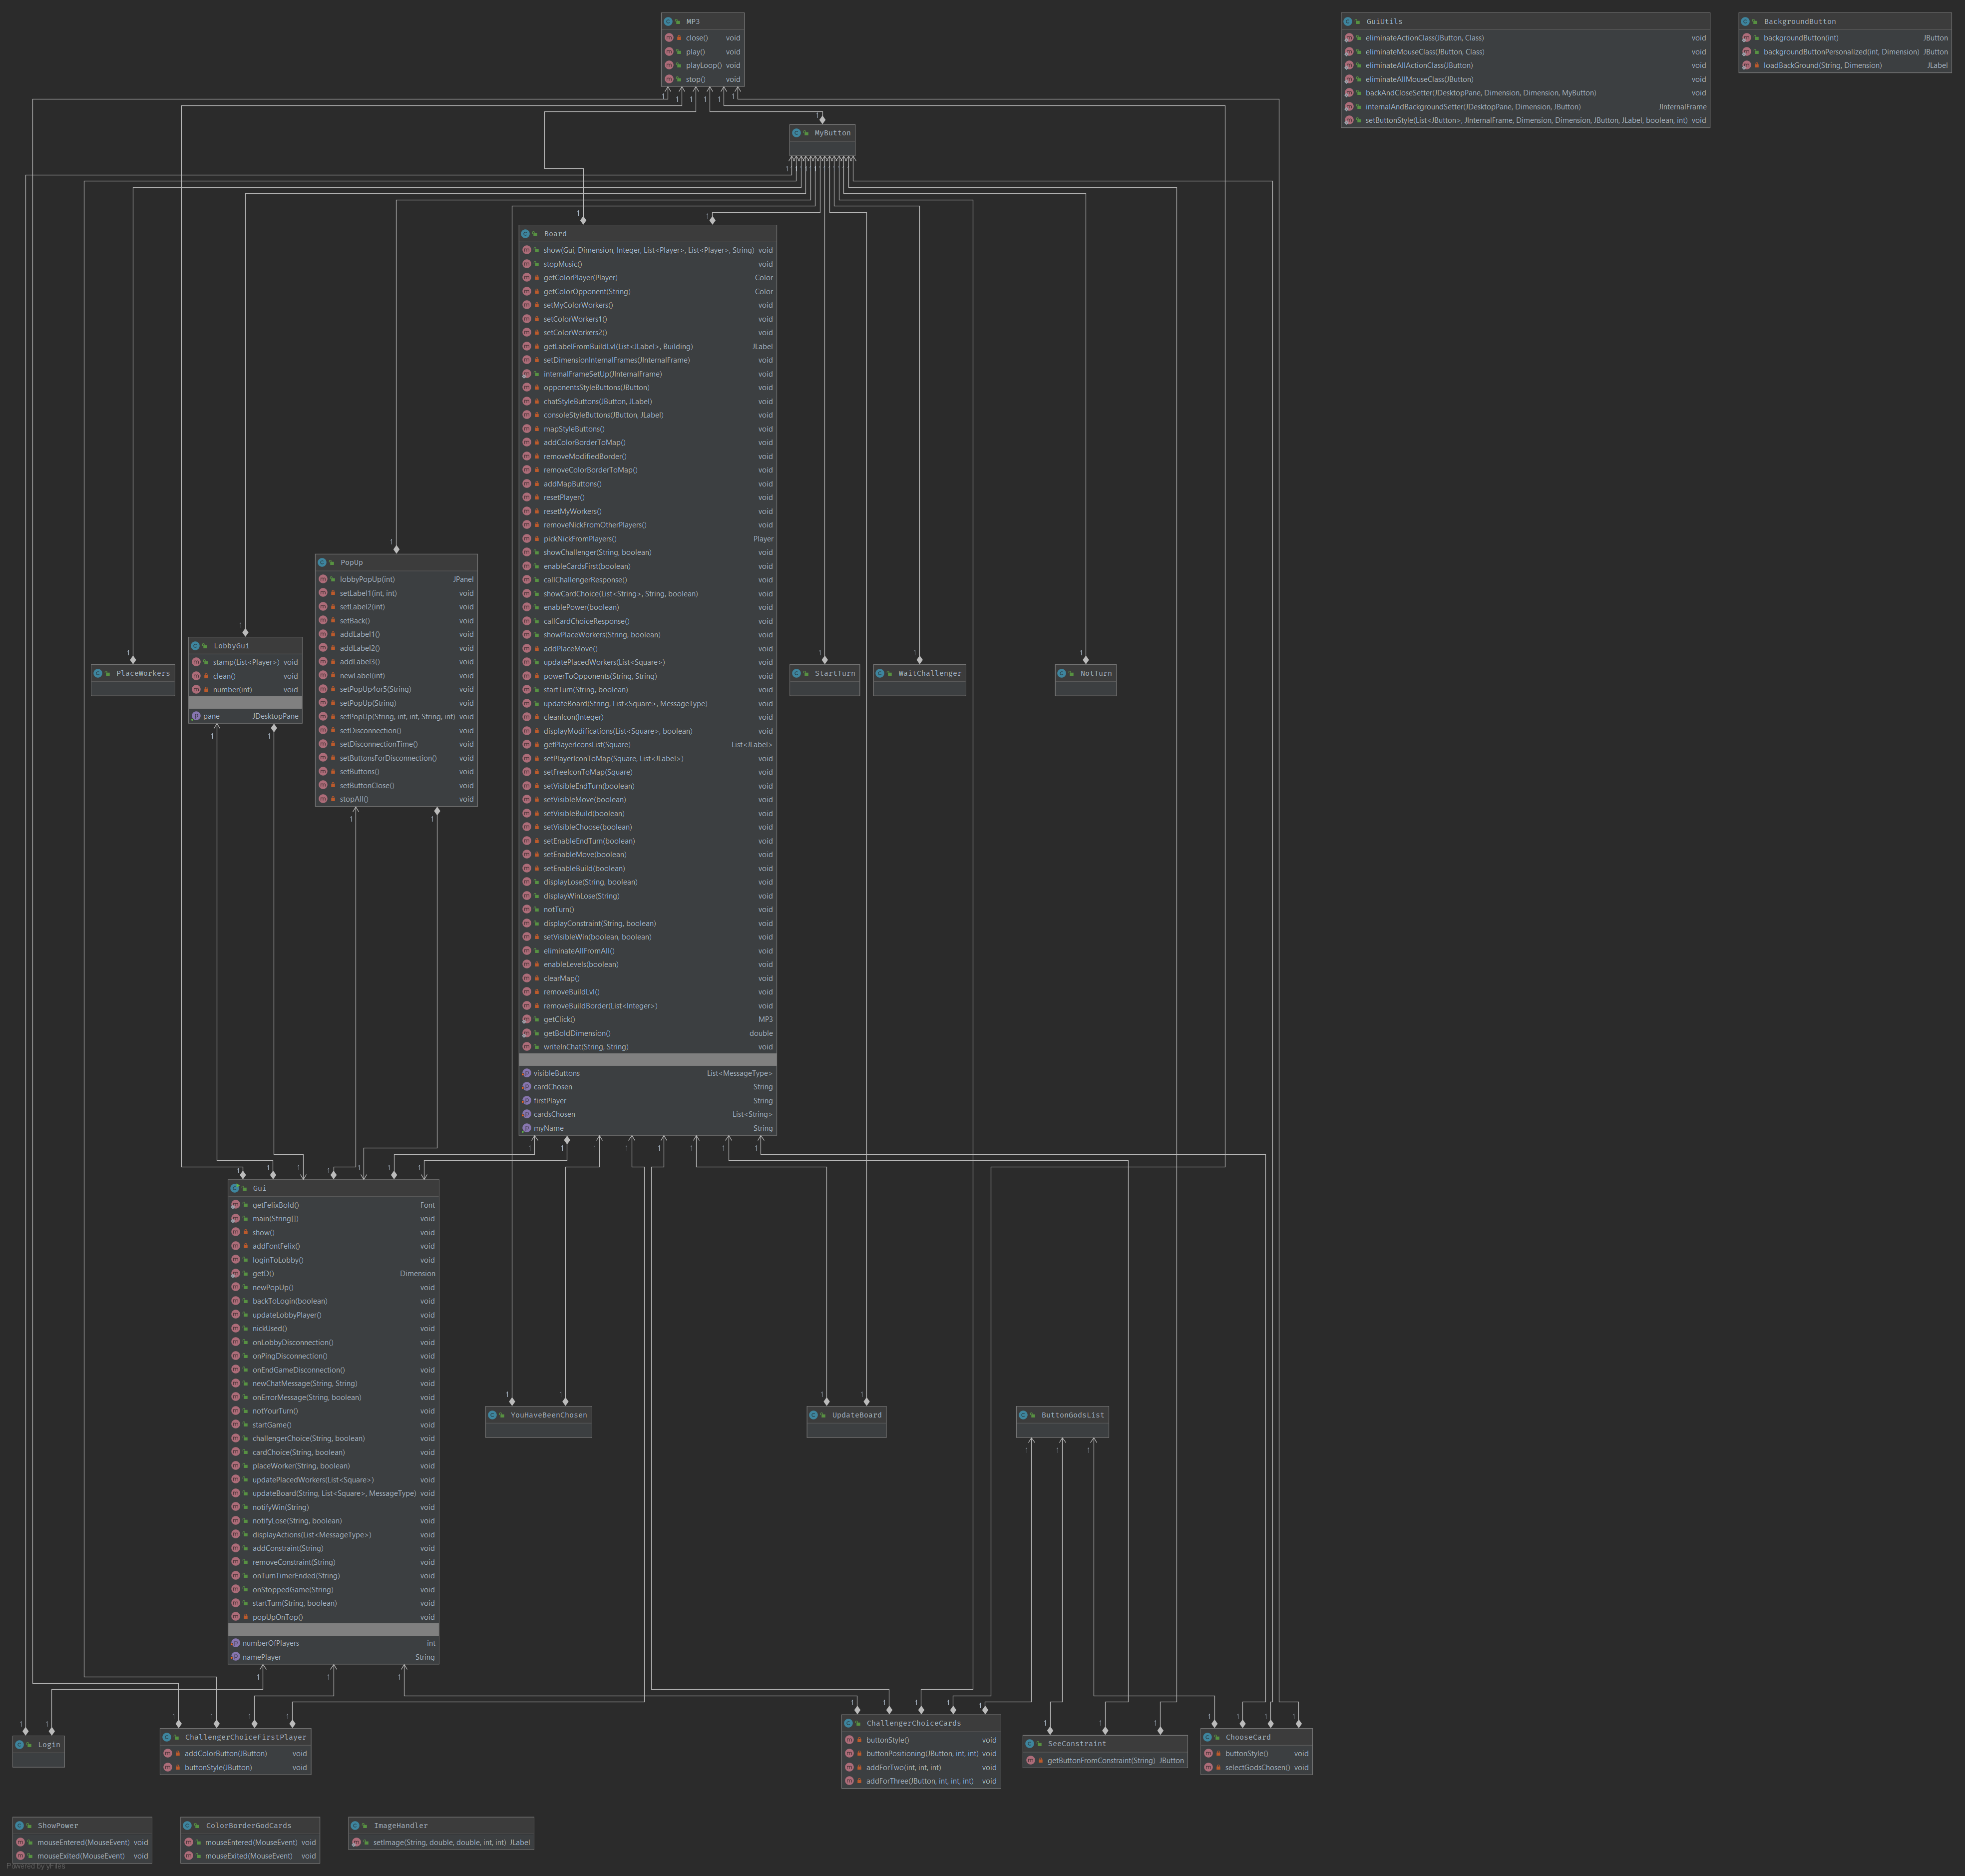 MP3
close() void
play() void
playLoop() void
stop() void
GuiUtils
eliminateActionClass(JButton, Class) void
eliminateMouseClass(JButton, Class) void
eliminateAllActionClass(JButton) void
eliminateAllMouseClass(JButton) void
backAndCloseSetter(JDesktopPane, Dimension, Dimension, MyButton) void
internalAndBackgroundSetter(JDesktopPane, Dimension, JButton) JInternalFrame
setButtonStyle(List<JButton>, JInternalFrame, Dimension, Dimension, JButton, JLabel, boolean, int) void
BackgroundButton
backgroundButton(int) JButton
backgroundButtonPersonalized(int, Dimension) JButton
loadBackGround(String, Dimension) JLabel
MyButton
Board
show(Gui, Dimension, Integer, List<Player>, List<Player>, String) void
stopMusic() void
getColorPlayer(Player) Color
getColorOpponent(String) Color
setMyColorWorkers() void
setColorWorkers1() void
setColorWorkers2() void
getLabelFromBuildLvl(List<JLabel>, Building) JLabel
setDimensionInternalFrames(JInternalFrame) void
internalFrameSetUp(JInternalFrame) void
opponentsStyleButtons(JButton) void
chatStyleButtons(JButton, JLabel) void
consoleStyleButtons(JButton, JLabel) void
mapStyleButtons() void
addColorBorderToMap() void
removeModifiedBorder() void
removeColorBorderToMap() void
addMapButtons() void
resetPlayer() void
resetMyWorkers() void
removeNickFromOtherPlayers() void
pickNickFromPlayers() Player
showChallenger(String, boolean) void
enableCardsFirst(boolean) void
callChallengerResponse() void
showCardChoice(List<String>, String, boolean) void
enablePower(boolean) void
callCardChoiceResponse() void
showPlaceWorkers(String, boolean) void
addPlaceMove() void
updatePlacedWorkers(List<Square>) void
powerToOpponents(String, String) void
startTurn(String, boolean) void
updateBoard(String, List<Square>, MessageType) void
cleanIcon(Integer) void
displayModifications(List<Square>, boolean) void
getPlayerIconsList(Square) List<JLabel>
setPlayerIconToMap(Square, List<JLabel>) void
setFreeIconToMap(Square) void
setVisibleEndTurn(boolean) void
setVisibleMove(boolean) void
setVisibleBuild(boolean) void
setVisibleChoose(boolean) void
setEnableEndTurn(boolean) void
setEnableMove(boolean) void
setEnableBuild(boolean) void
displayLose(String, boolean) void
displayWinLose(String) void
notTurn() void
displayConstraint(String, boolean) void
setVisibleWin(boolean, boolean) void
eliminateAllFromAll() void
enableLevels(boolean) void
clearMap() void
removeBuildLvl() void
removeBuildBorder(List<Integer>) void
getClick() MP3
getBoldDimension() double
writeInChat(String, String) void
visibleButtons List<MessageType>
cardChosen String
firstPlayer String
cardsChosen List<String>
myName String
PopUp
lobbyPopUp(int) JPanel
setLabel1(int, int) void
setLabel2(int) void
setBack() void
addLabel1() void
addLabel2() void
addLabel3() void
newLabel(int) void
setPopUp4or5(String) void
setPopUp(String) void
setPopUp(String, int, int, String, int) void
setDisconnection() void
setDisconnectionTime() void
setButtonsForDisconnection() void
setButtons() void
setButtonClose() void
stopAll() void
LobbyGui
stamp(List<Player>) void
clean() void
number(int) void
pane JDesktopPane
PlaceWorkers
StartTurn
WaitChallenger
NotTurn
Gui
getFelixBold() Font
main(String[]) void
show() void
addFontFelix() void
loginToLobby() void
getD() Dimension
newPopUp() void
backToLogin(boolean) void
updateLobbyPlayer() void
nickUsed() void
onLobbyDisconnection() void
onPingDisconnection() void
onEndGameDisconnection() void
newChatMessage(String, String) void
onErrorMessage(String, boolean) void
notYourTurn() void
startGame() void
challengerChoice(String, boolean) void
cardChoice(String, boolean) void
placeWorker(String, boolean) void
updatePlacedWorkers(List<Square>) void
updateBoard(String, List<Square>, MessageType) void
notifyWin(String) void
notifyLose(String, boolean) void
displayActions(List<MessageType>) void
addConstraint(String) void
removeConstraint(String) void
onTurnTimerEnded(String) void
onStoppedGame(String) void
startTurn(String, boolean) void
popUpOnTop() void
numberOfPlayers int
namePlayer String
YouHaveBeenChosen
UpdateBoard
ButtonGodsList
Login
ChallengerChoiceFirstPlayer
addColorButton(JButton) void
buttonStyle(JButton) void
ChallengerChoiceCards
buttonStyle() void
buttonPositioning(JButton, int, int) void
addForTwo(int, int, int) void
addForThree(JButton, int, int, int) void
SeeConstraint
getButtonFromConstraint(String) JButton
ChooseCard
buttonStyle() void
selectGodsChosen() void
ShowPower
mouseEntered(MouseEvent) void
mouseExited(MouseEvent) void
ColorBorderGodCards
mouseEntered(MouseEvent) void
mouseExited(MouseEvent) void
ImageHandler
setImage(String, double, double, int, int) JLabel
Powered by yFiles